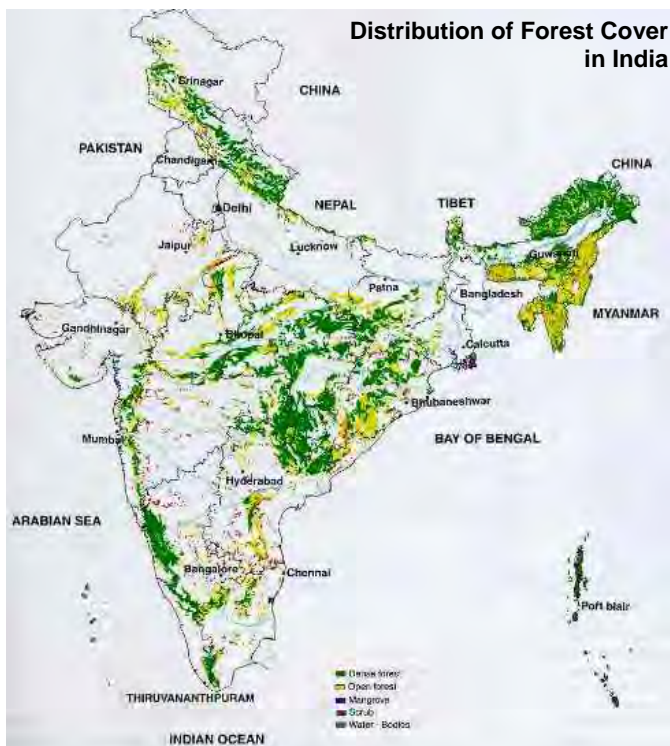 Distribution of Forest Cover
in India
Srinagar
CHINA
PAKISTAN
Chandigarh
CHINA
Delhi
NEPAL
TIBET
Jaipur
Lucknow
Guwahati
Patna
Bangladesh
Gandhinagar
Bhopal
MYANMAR
Calcutta
Bhubaneshwar
Mumbai
BAY OF BENGAL
Hyderabad
ARABIAN SEA
Bangalore
Chennai
Port blair
Dense forest
Open forest
Mangrove
Scrub
Water - Bodies
THIRUVANANTHPURAM
INDIAN OCEAN